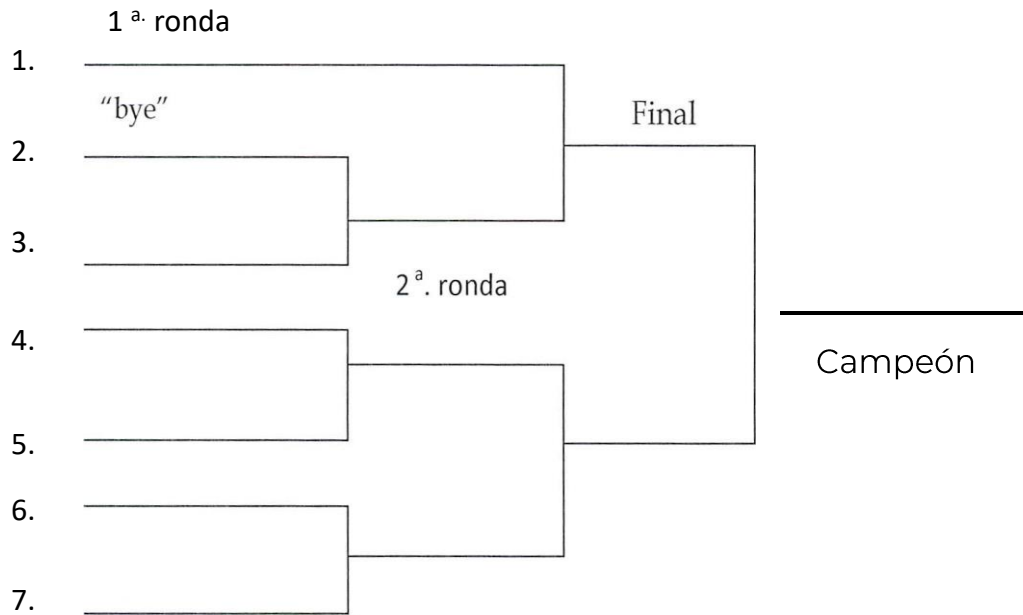 1 a. ronda
1.
“bye”
Final
2.
3.
2 a. ronda
4.
Campeón
5.
6.
7.